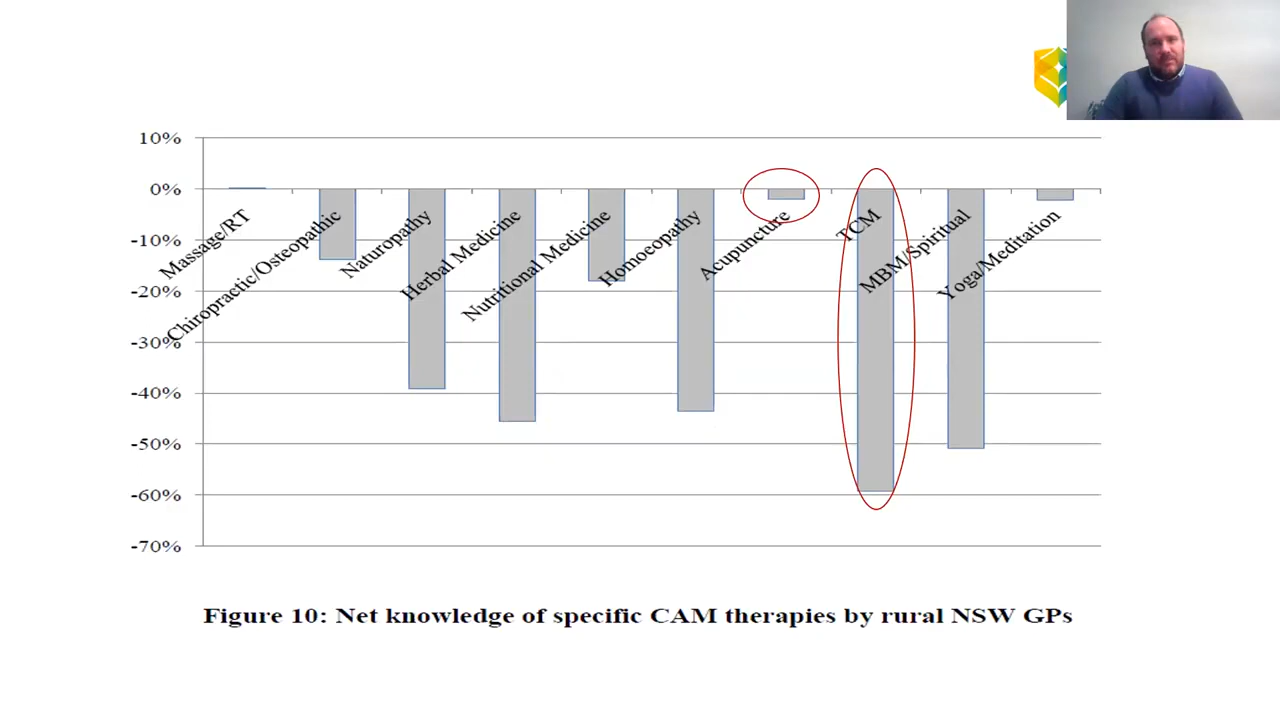 10%
0%
-10%
-20%
-30%
-40%
-50%
-60%
-70%
Massage/RT
Chiropractic/Osteopathic
Naturopathy
Herbal Medicine
Nutritional Medicine
Homoeopathy
Acupuncture
TCM
MBM/Spiritual
Yoga/Meditation
Figure 10: Net knowledge of specific CAM therapies by rural NSW GPs